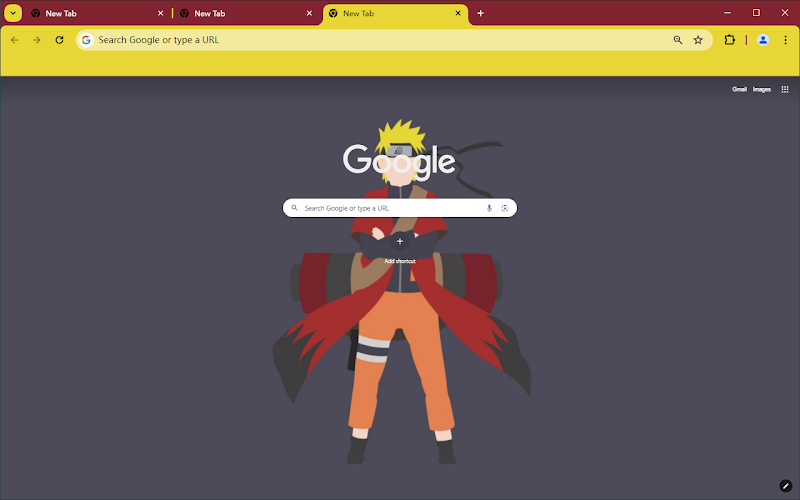 New Tab
New Tab
New Tab
Search Google or type a URL
Gmail Images
Google
Search Google or type a URL
Add shortcut